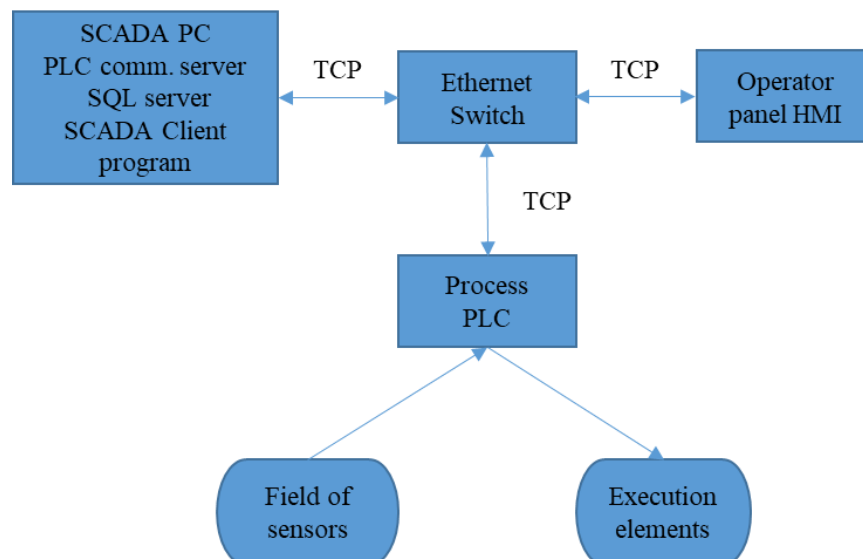 SCADA PC
PLC comm. server
SQL server
SCADA Client
program
TCP
Ethernet
Switch
TCP
Operator
panel HMI
TCP
Process
PLC
Field of
sensors
Execution
elements